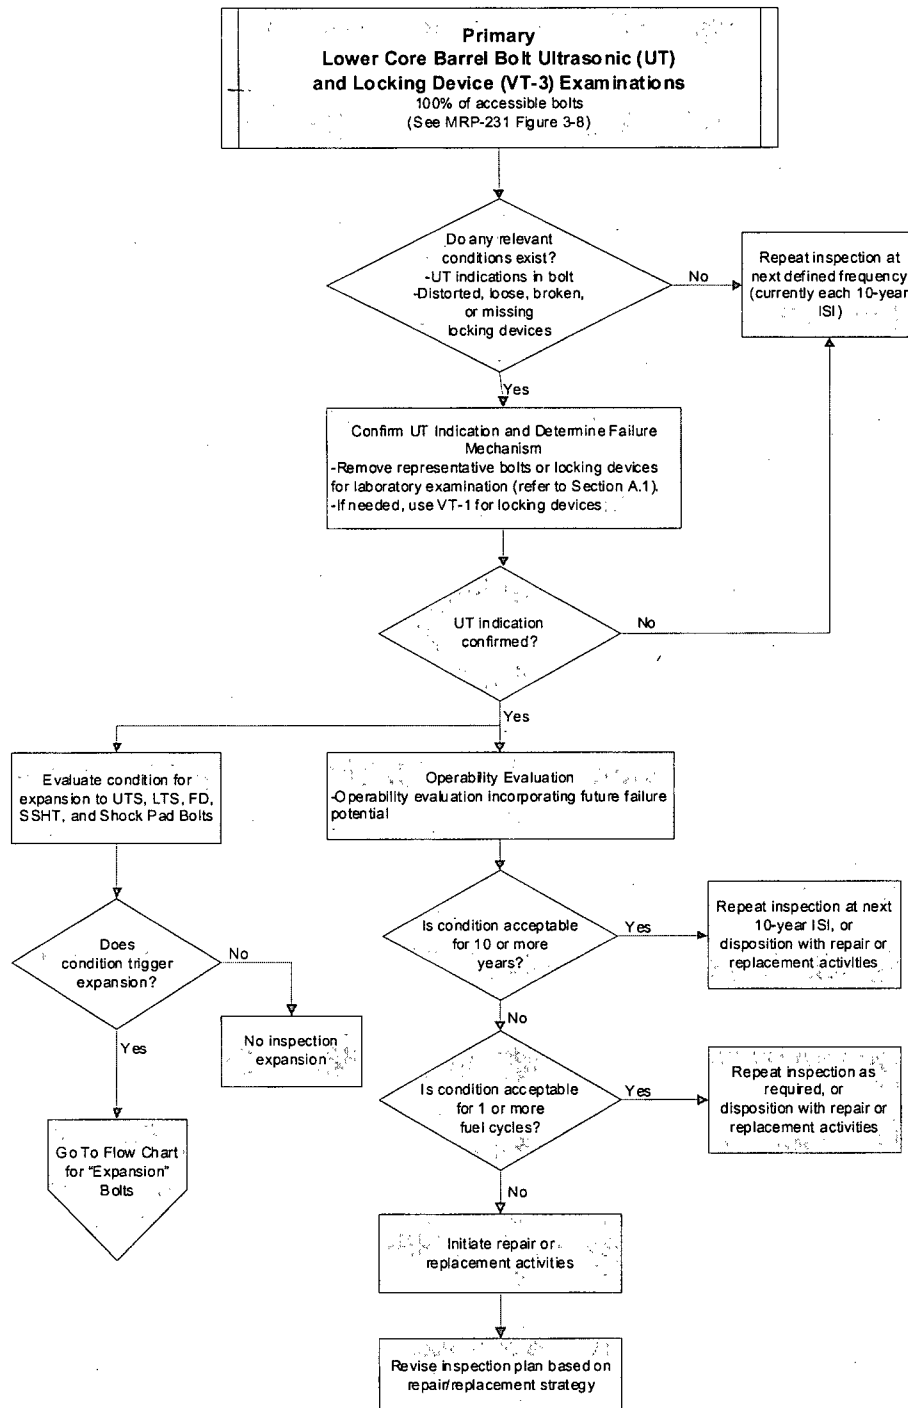 Primary
Lower Core Barrel Bolt Ultrasonic (UT)
and Locking Device (VT-3) Examinations
100% of accessible bolts
(See MRP-231 Figure 3-8)
Do any relevant
conditions exist?
-UT indications in bolt
-Distorted, loose, broken,
or missing
locking devices
No
Repeat inspection at
next defined frequency
(currently each 10-year
ISI)
Yes
Confirm UT Indication and Determine Failure
Mechanism
-Remove representative bolts or locking devices
for laboratory examination (refer to Section A.1).
-If needed, use VT-1 for locking devices
UT indication
confirmed?
No
Yes
Evaluate condition for
expansion to UTS, LTS, FD,
SSHT, and Shock Pad Bolts
Operability Evaluation
-Operability evaluation incorporating future failure
potential
Does
condition trigger
expansion?
No
No inspection
expansion
Yes
Go To Flow Chart
for "Expansion"
Bolts
Is condition acceptable
for 10 or more
years?
Yes
Repeat inspection at next
10-year ISI, or
disposition with repair or
replacement activities
No
Is condition acceptable
for 1 or more
fuel cycles?
Yes
Repeat inspection as
required, or
disposition with repair or
replacement activities
No
Initiate repair or
replacement activities
Revise inspection plan based on
repair/replacement strategy